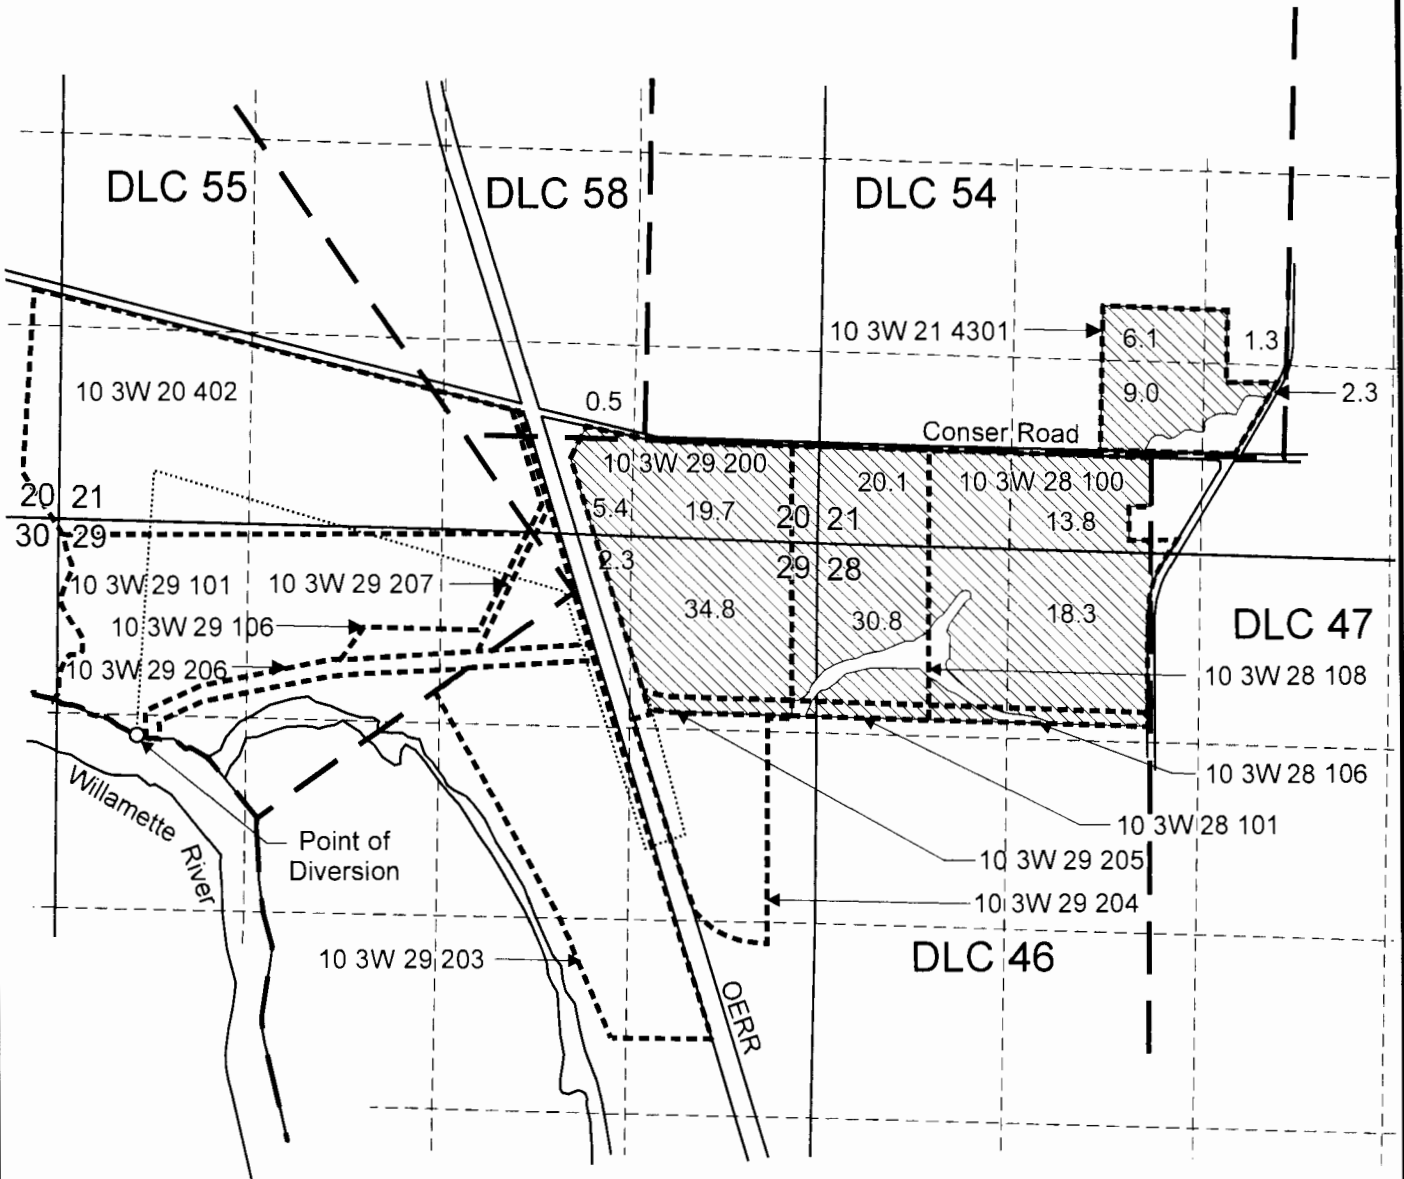 DLC 55
DLC 58
DLC 54
10 3W 21 4301
6.1
1.3
10 3W 20 402
0.5
9.0
2.3
Conser Road
10 3W 29 200
20.1
10 3W 28 100
20 21
5.4
19.7
20 21
13.8
30 29
2.3
29 28
10 3W 29 101
10 3W 29 207
34.8
30.8
18.3
DLC 47
10 3W 29 106
10 3W 29 206
10 3W 28 108
10 3W 28 106
Willamette River
10 3W 28 101
Point of
Diversion
10 3W 29 205
10 3W 29 204
10 3W 29 203
DLC 46
OERR